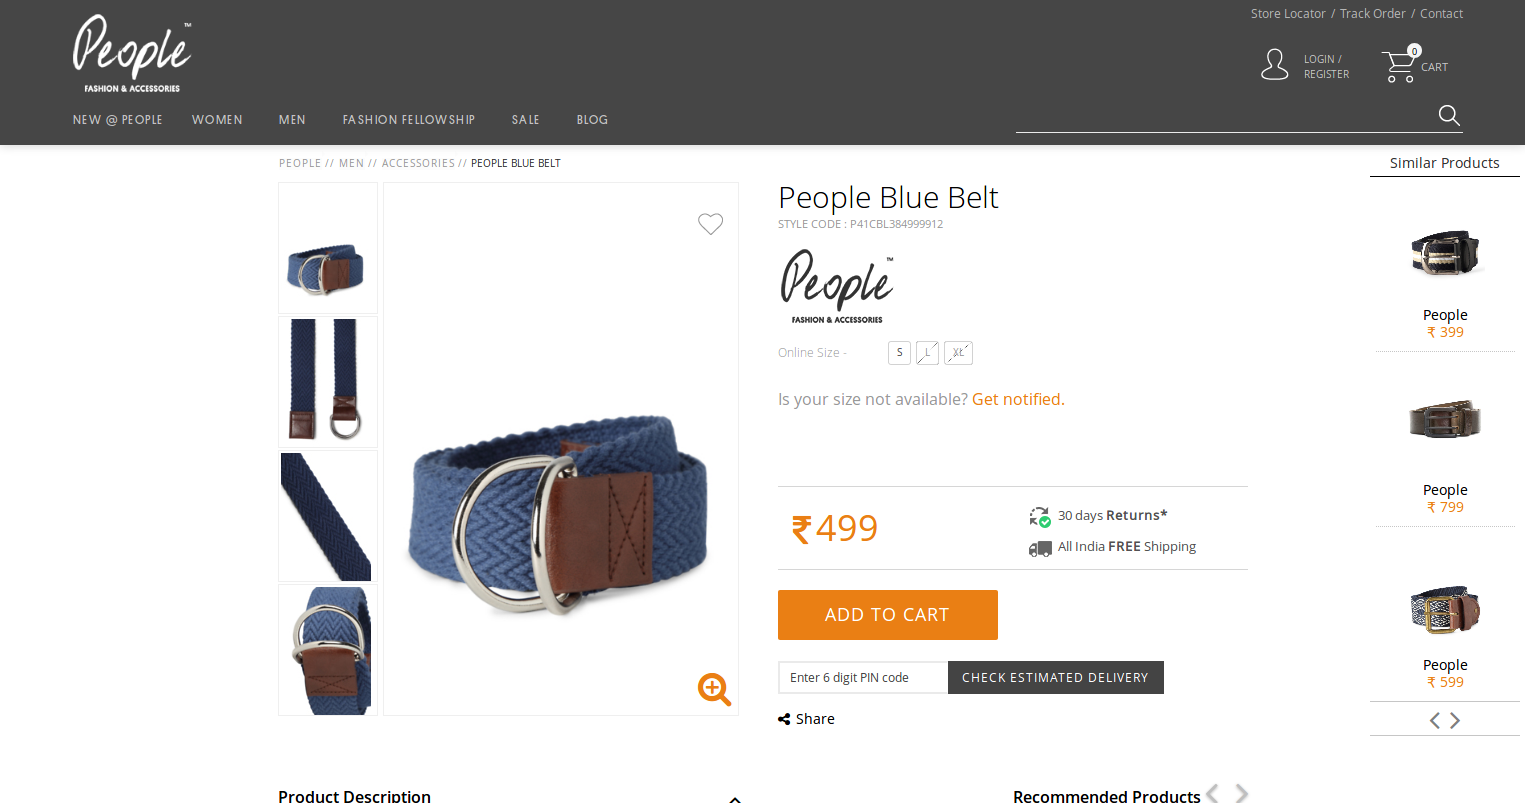 Store Locator / Track Order / Contact
People™
FASHION & ACCESSORIES
LOGIN /
REGISTER
0
CART
NEW @ PEOPLE
WOMEN
MEN
FASHION FELLOWSHIP
SALE
BLOG
PEOPLE // MEN // ACCESSORIES // PEOPLE BLUE BELT
People Blue Belt
STYLE CODE : P41CBL384999912
People™
FASHION & ACCESSORIES
Online Size -
S
L
XL
Is your size not available? Get notified.
₹499
30 days Returns*
All India FREE Shipping
ADD TO CART
Enter 6 digit PIN code
CHECK ESTIMATED DELIVERY
Share
Similar Products
People
₹ 399
People
₹ 799
People
₹ 599
Product Description
Recommended Products